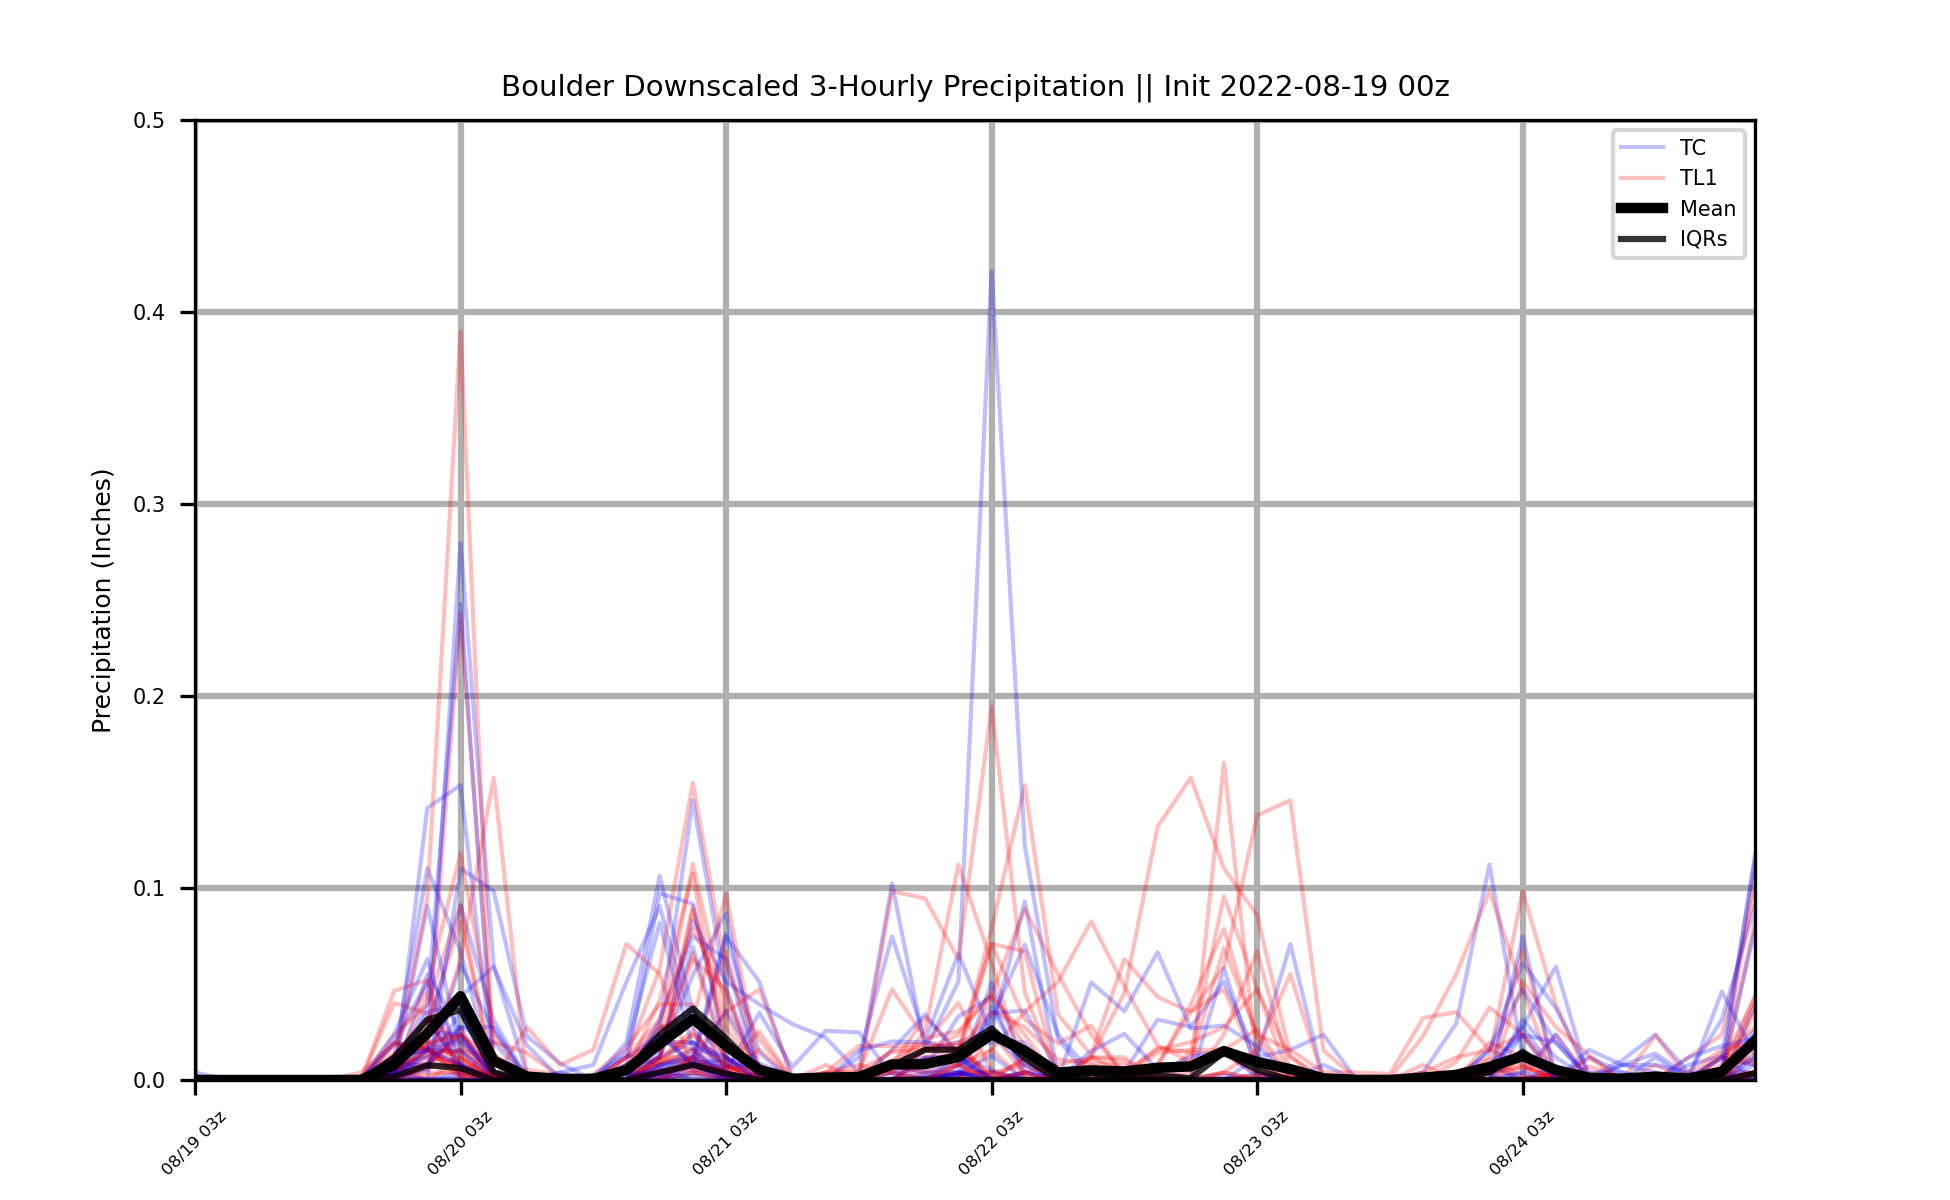 Boulder Downscaled 3-Hourly Precipitation || Init 2022-08-19 00z
TC
TL1
Mean
IQRs
Precipitation (Inches)
0.5
0.4
0.3
0.2
0.1
0.0
08/19 03z
08/20 03z
08/21 03z
08/22 03z
08/23 03z
08/24 03z